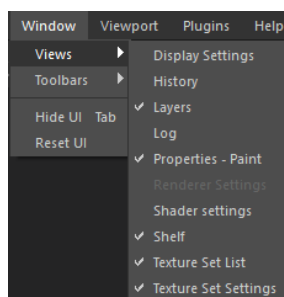 Window Viewport Plugins Help
Views
Toolbars
Hide UI Tab
Reset UI
Display Settings
History
Layers
Log
Properties - Paint
Renderer Settings
Shader settings
Shelf
Texture Set List
Texture Set Settings